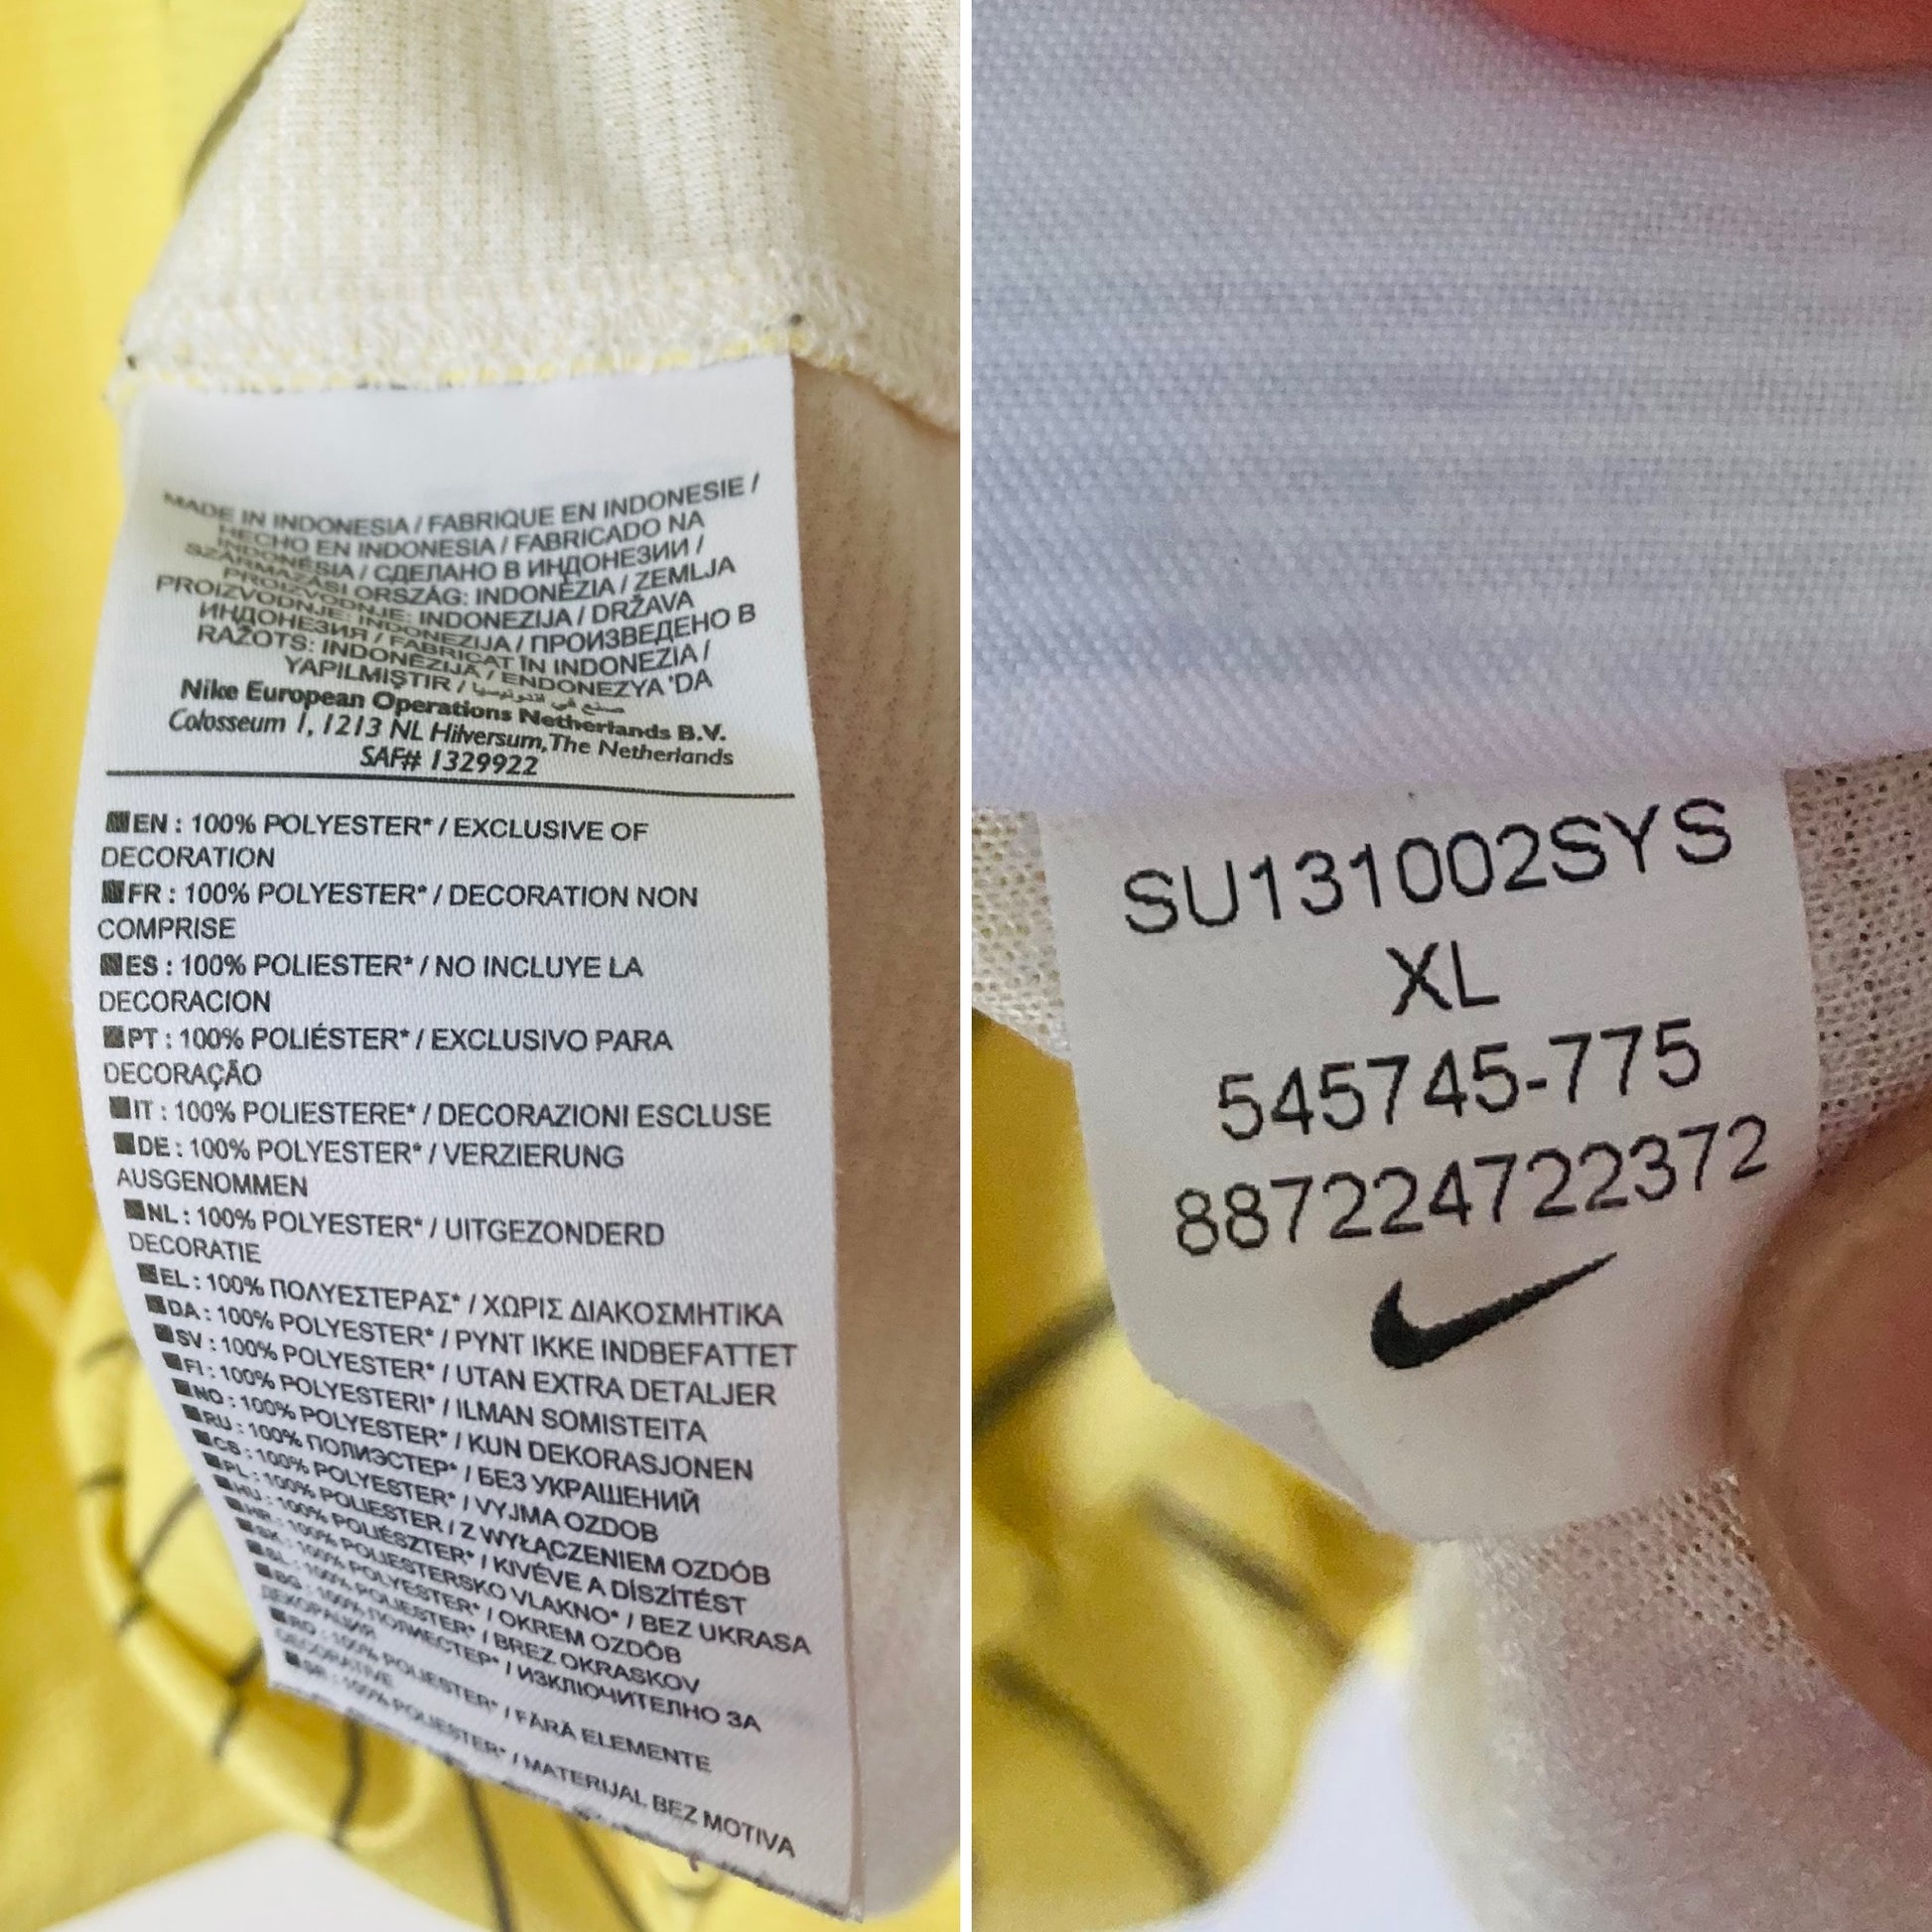 MADE IN INDONESIA / FABRIQUE EN INDONESIE /
HECHO EN INDONESIA / FABRICADO NA
INDONÉSIA / СДЕЛАНО В ИНДОНЕЗИИ /
SZÁRMAZÁSI ORSZÁG: INDONÉZIA / ZEMLJA
PROIZVODNJE: INDONEZIJA / DRŽAVA
PROIZVODNJE: INDONEZIJA / ПРОИЗВЕДЕНО В
ИНДОНЕЗИЯ / FABRICAT ÎN INDONEZIA /
RAŽOTS: INDONĒZIJA / ENDONEZYA 'DA
YAPILMIŞTIR / صنع في اندونيسيا
Nike European Operations Netherlands B.V.
Colosseum 1, 1213 NL Hilversum, The Netherlands
SAF# 1329922
EN : 100% POLYESTER* / EXCLUSIVE OF
DECORATION
FR : 100% POLYESTER* / DECORATION NON
COMPRISE
ES : 100% POLIESTER* / NO INCLUYE LA
DECORACION
PT : 100% POLIÉSTER* / EXCLUSIVO PARA
DECORAÇÃO
IT : 100% POLIESTERE* / DECORAZIONI ESCLUSE
DE : 100% POLYESTER* / VERZIERUNG
AUSGENOMMEN
NL : 100% POLYESTER* / UITGEZONDERD
DECORATIE
EL : 100% ΠΟΛΥΕΣΤΕΡΑΣ* / ΧΩΡΙΣ ΔΙΑΚΟΣΜΗΤΙΚΑ
DA : 100% POLYESTER* / PYNT IKKE INDBEFATTET
SV : 100% POLYESTER* / UTAN EXTRA DETALJER
FI : 100% POLYESTERI* / ILMAN SOMISTEITA
NO : 100% POLYESTER* / KUN DEKORASJONEN
RU : 100% ПОЛИЭСТЕР* / БЕЗ УКРАШЕНИЙ
CS : 100% POLYESTER* / VYJMA OZDOB
PL : 100% POLIESTER / Z WYŁĄCZENIEM OZDÓB
HU : 100% POLIÉSZTER* / KIVÉVE A DÍSZÍTÉST
HR : 100% POLIESTERSKO VLAKNO* / BEZ UKRASA
SK : 100% POLYESTER* / OKREM OZDÔB
SL : 100% POLIESTER* / BREZ OKRASKOV
BG : 100% ПОЛИЕСТЕР* / ИЗКЛЮЧИТЕЛНО ЗА
ДЕКОРАЦИЯ
RO : 100% POLIESTER* / FĂRĂ ELEMENTE
DECORATIVE
SR : 100% POLIESTER* / MATERIJAL BEZ MOTIVA
SU131002SYS
XL
545745-775
887224722372